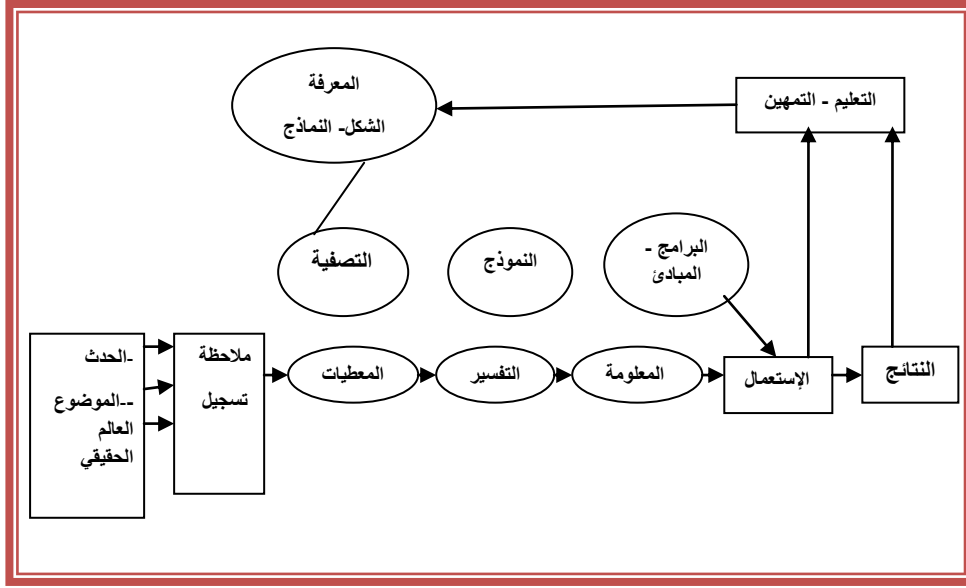 المعرفة
الشكل- النماذج
التعليم - التمهين
التصفية
النموذج
البرامج -
المبادئ
-الحدث
--الموضوع
العالم
الحقيقي
ملاحظة
تسجيل
المعطيات
التفسير
المعلومة
الإستعمال
النتائج